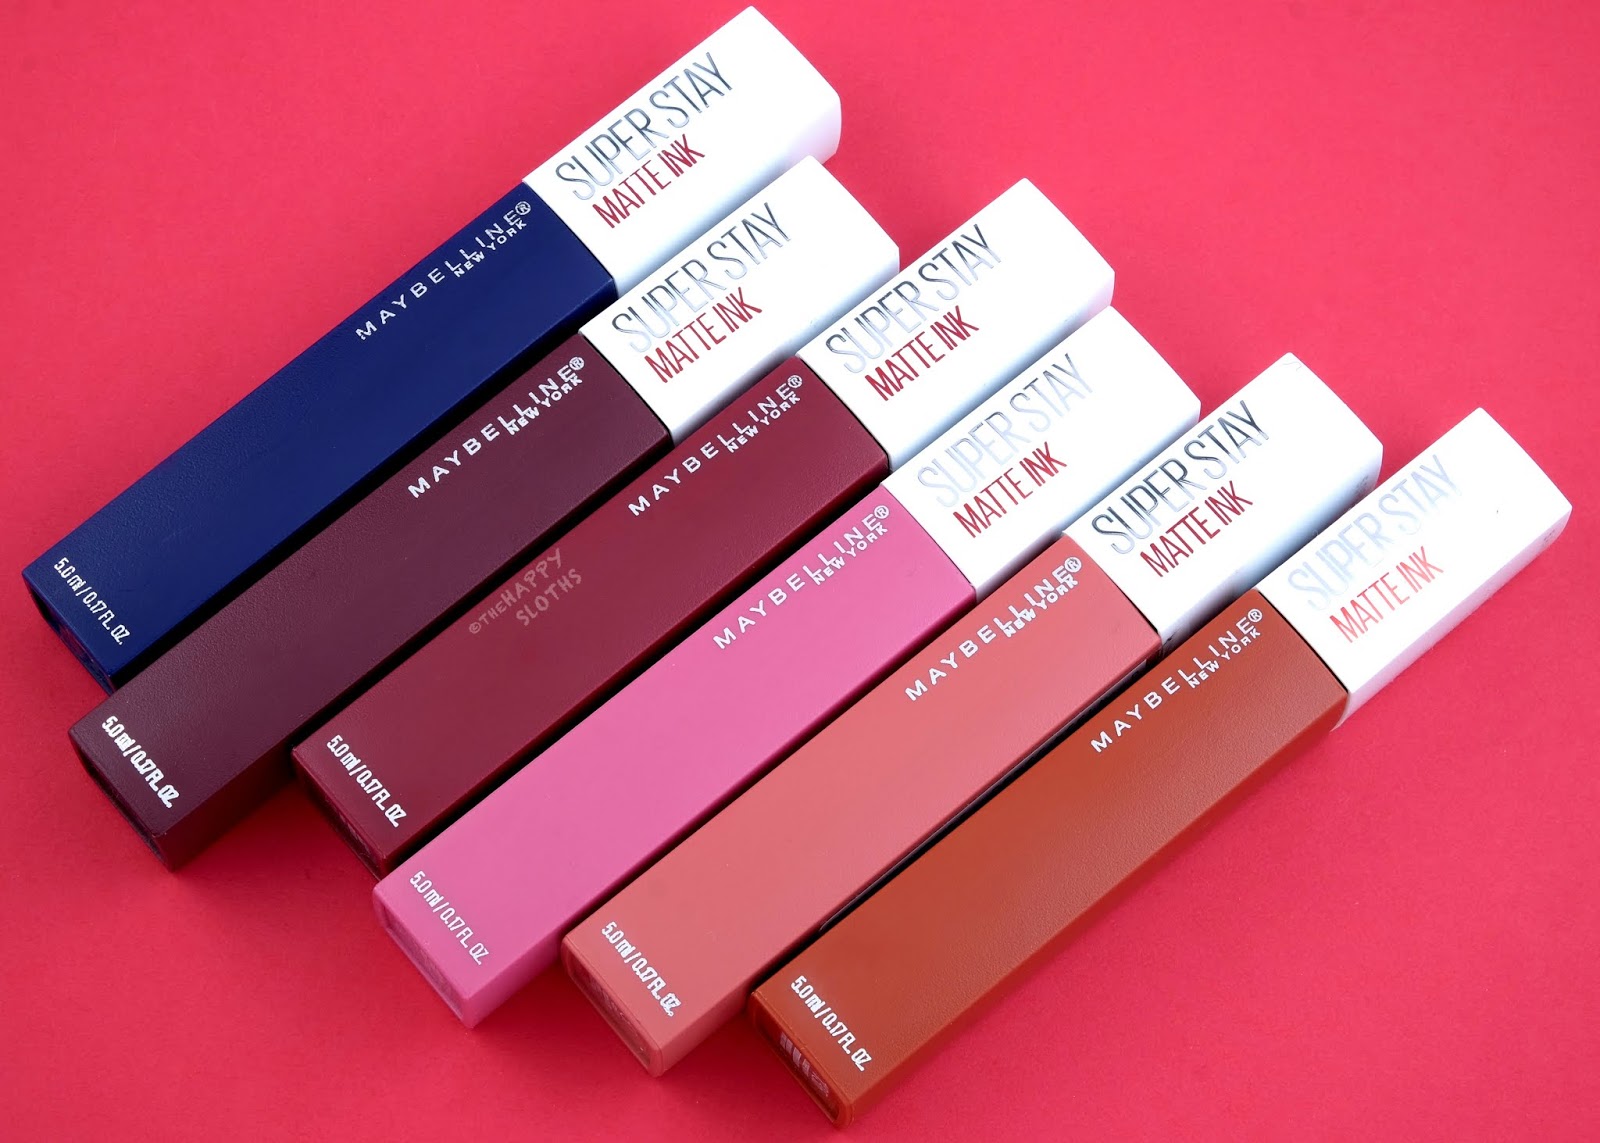 SUPER STAY
MATTE INK
MAYBELLINE®
NEW YORK
5.0 ml / 0.17 FL. OZ.
SUPER STAY
MATTE INK
MAYBELLINE®
NEW YORK
5.0 ml / 0.17 FL. OZ.
SUPER STAY
MATTE INK
MAYBELLINE®
NEW YORK
5.0 ml / 0.17 FL. OZ.
SUPER STAY
MATTE INK
MAYBELLINE®
NEW YORK
5.0 ml / 0.17 FL. OZ.
SUPER STAY
MATTE INK
MAYBELLINE®
NEW YORK
5.0 ml / 0.17 FL. OZ.
SUPER STAY
MATTE INK
MAYBELLINE®
NEW YORK
5.0 ml / 0.17 FL. OZ.
©THE HAPPY
SLOTHS